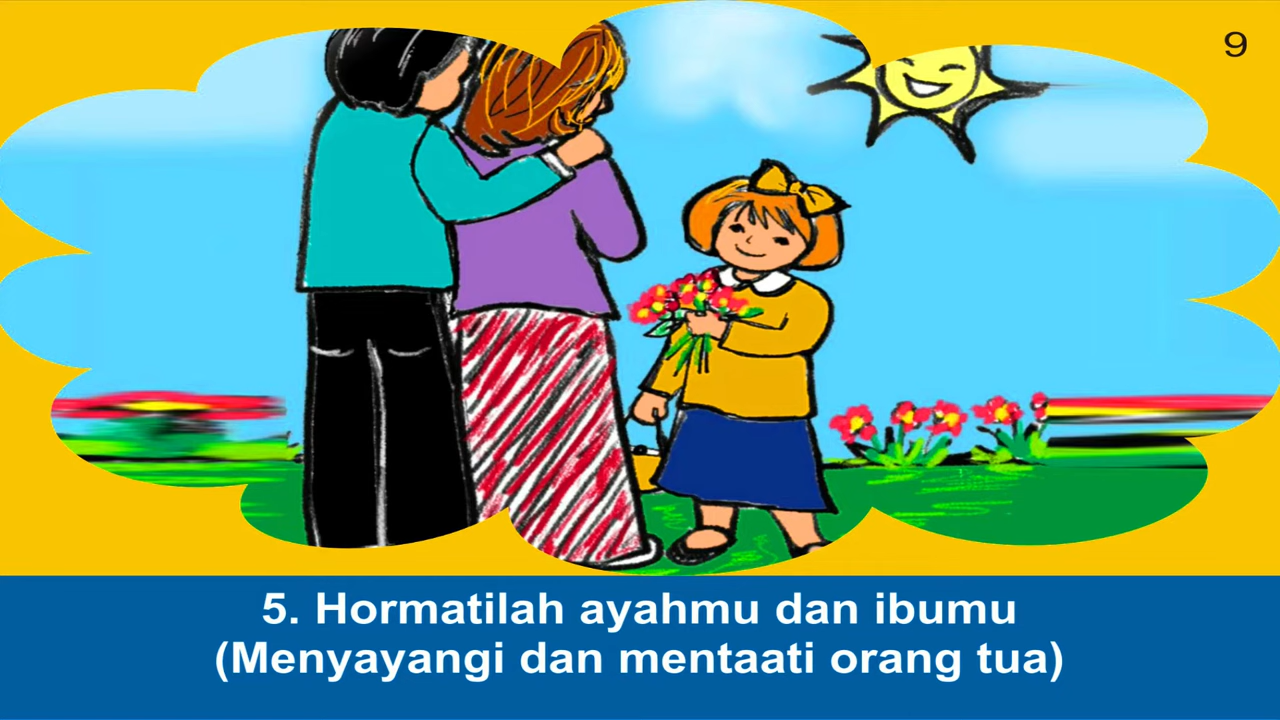 9
5. Hormatilah ayahmu dan ibumu
(Menyayangi dan mentaati orang tua)